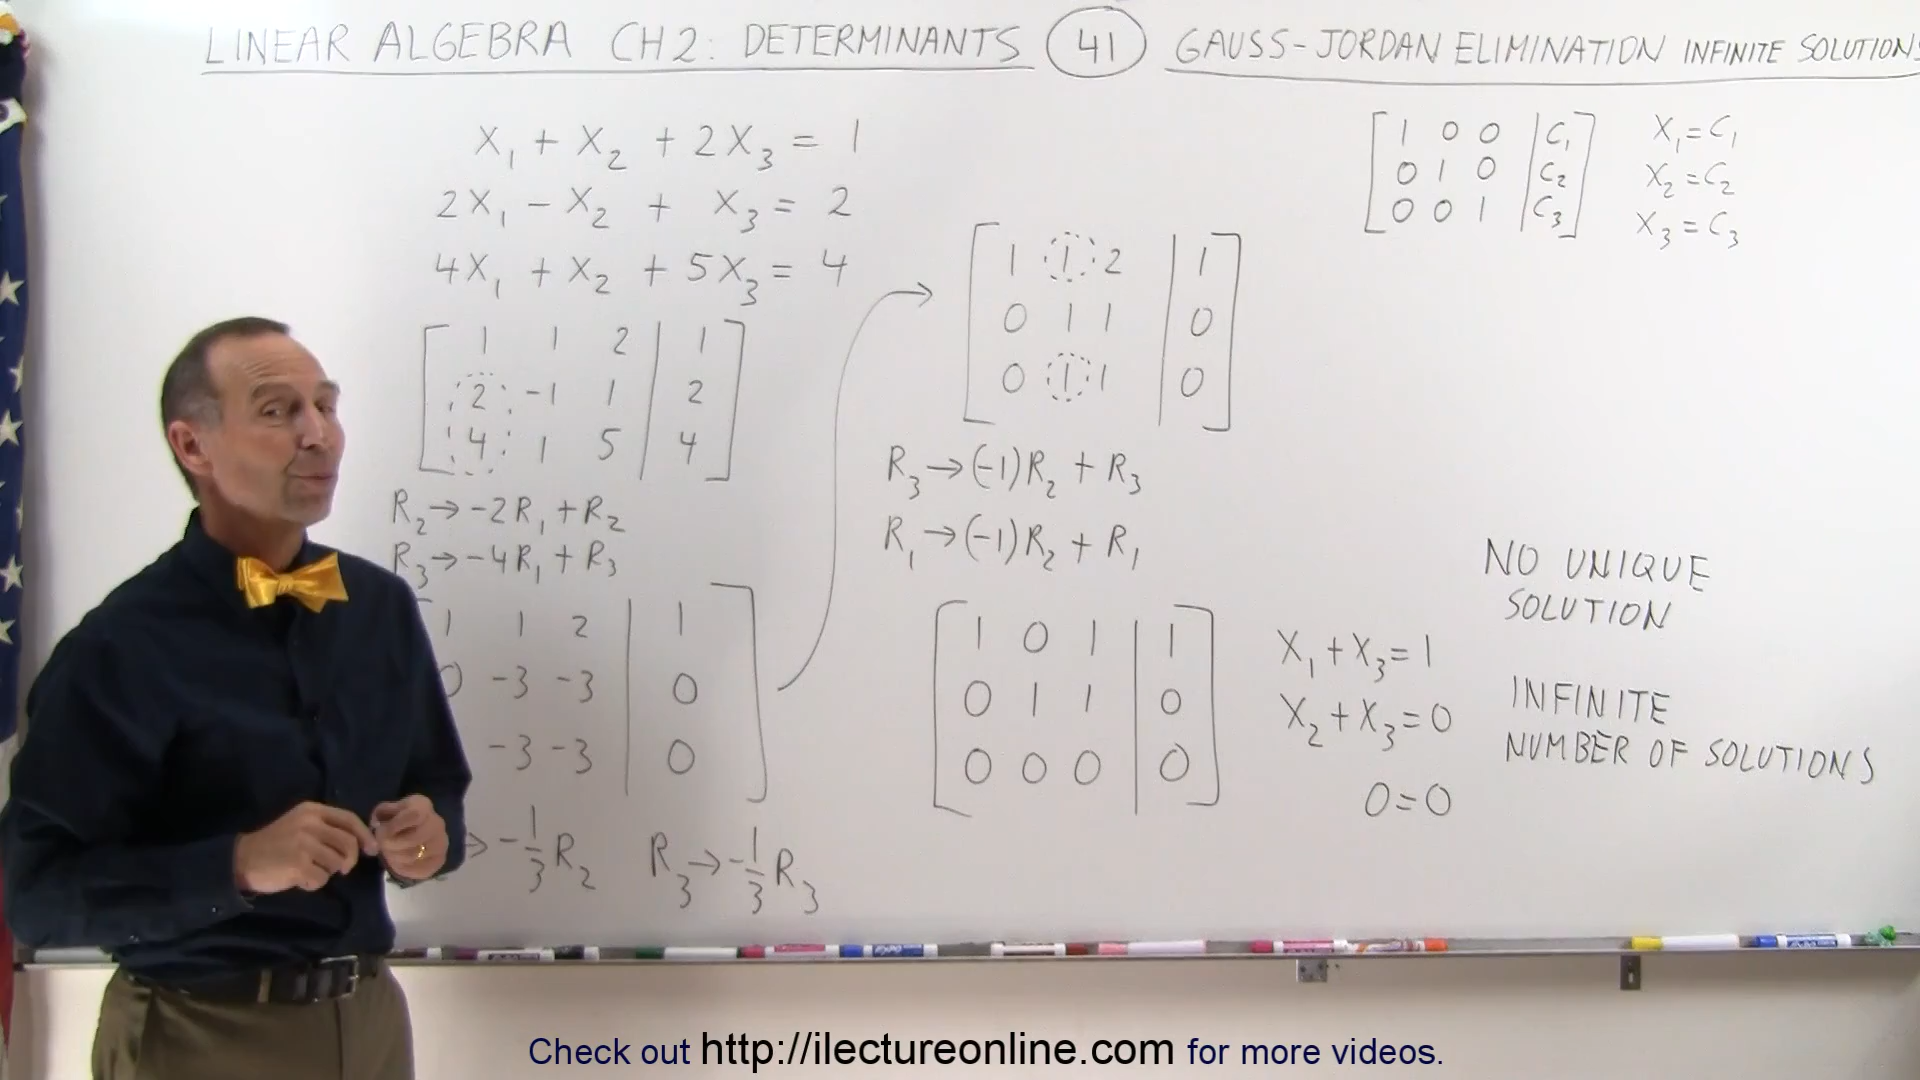 LINEAR ALGEBRA CH2: DETERMINANTS 41 GAUSS-JORDAN ELIMINATION INFINITE SOLUTIONS
X₁ + X₂ + 2X₃ = 1
2X₁ - X₂ + X₃ = 2
4X₁ + X₂ + 5X₃ = 4
1 1 2 | 1
2 -1 1 | 2
4 1 5 | 4
R₂ → -2R₁ + R₂
R₃ → -4R₁ + R₃
1 1 2 | 1
0 -3 -3 | 0
-3 -3 | 0
→ -1/3 R₂ R₃ → -1/3 R₃
1 1 2 | 1
0 1 1 | 0
0 1 1 | 0
R₃ → (-1)R₂ + R₃
R₁ → (-1)R₂ + R₁
1 0 1 | 1
0 1 1 | 0
0 0 0 | 0
X₁ + X₃ = 1
X₂ + X₃ = 0
0 = 0
1 0 0 | C₁ X₁ = C₁
0 1 0 | C₂ X₂ = C₂
0 0 1 | C₃ X₃ = C₃
NO UNIQUE
SOLUTION
INFINITE
NUMBER OF SOLUTIONS
EXPO
Check out http://ilectureonline.com for more videos.